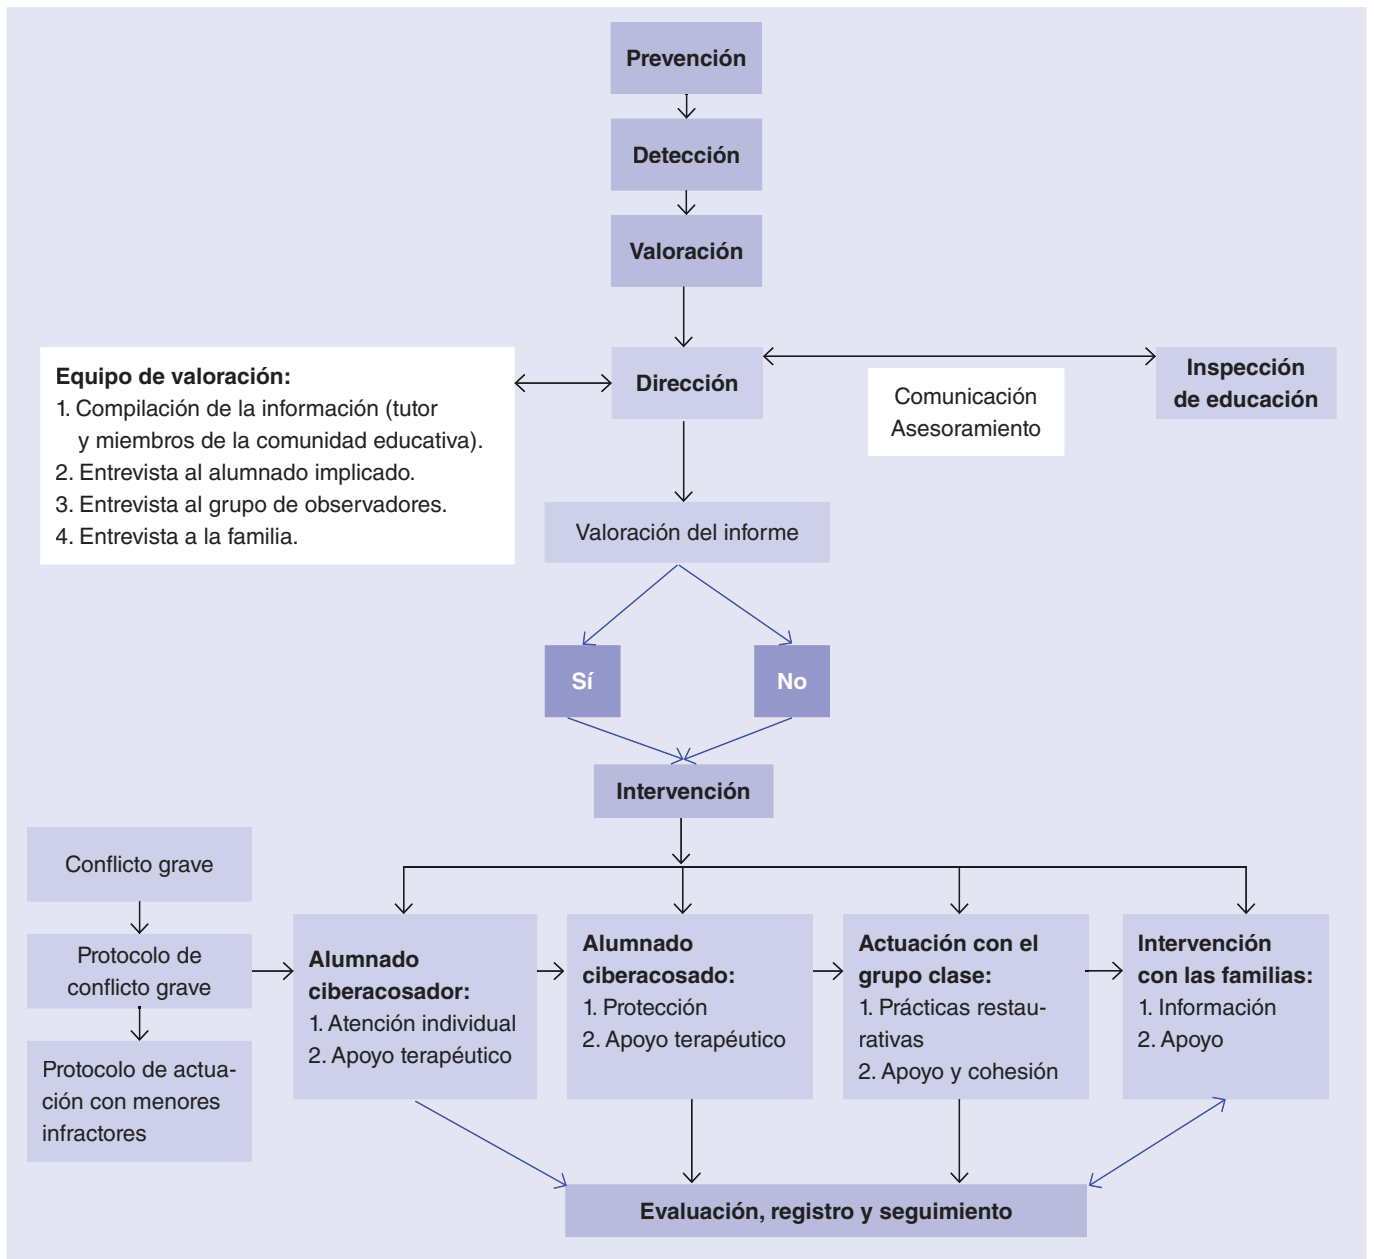 Prevención
Detección
Valoración
Equipo de valoración:
1. Compilación de la información (tutor
y miembros de la comunidad educativa).
2. Entrevista al alumnado implicado.
3. Entrevista al grupo de observadores.
4. Entrevista a la familia.
Dirección
Comunicación
Asesoramiento
Inspección
de educación
Valoración del informe
Sí
No
Intervención
Conflicto grave
Protocolo de
conflicto grave
Protocolo de actua-
ción con menores
infractores
Alumnado
ciberacosador:
1. Atención individual
2. Apoyo terapéutico
Alumnado
ciberacosado:
1. Protección
2. Apoyo terapéutico
Actuación con el
grupo clase:
1. Prácticas restau-
rativas
2. Apoyo y cohesión
Intervención
con las familias:
1. Información
2. Apoyo
Evaluación, registro y seguimiento